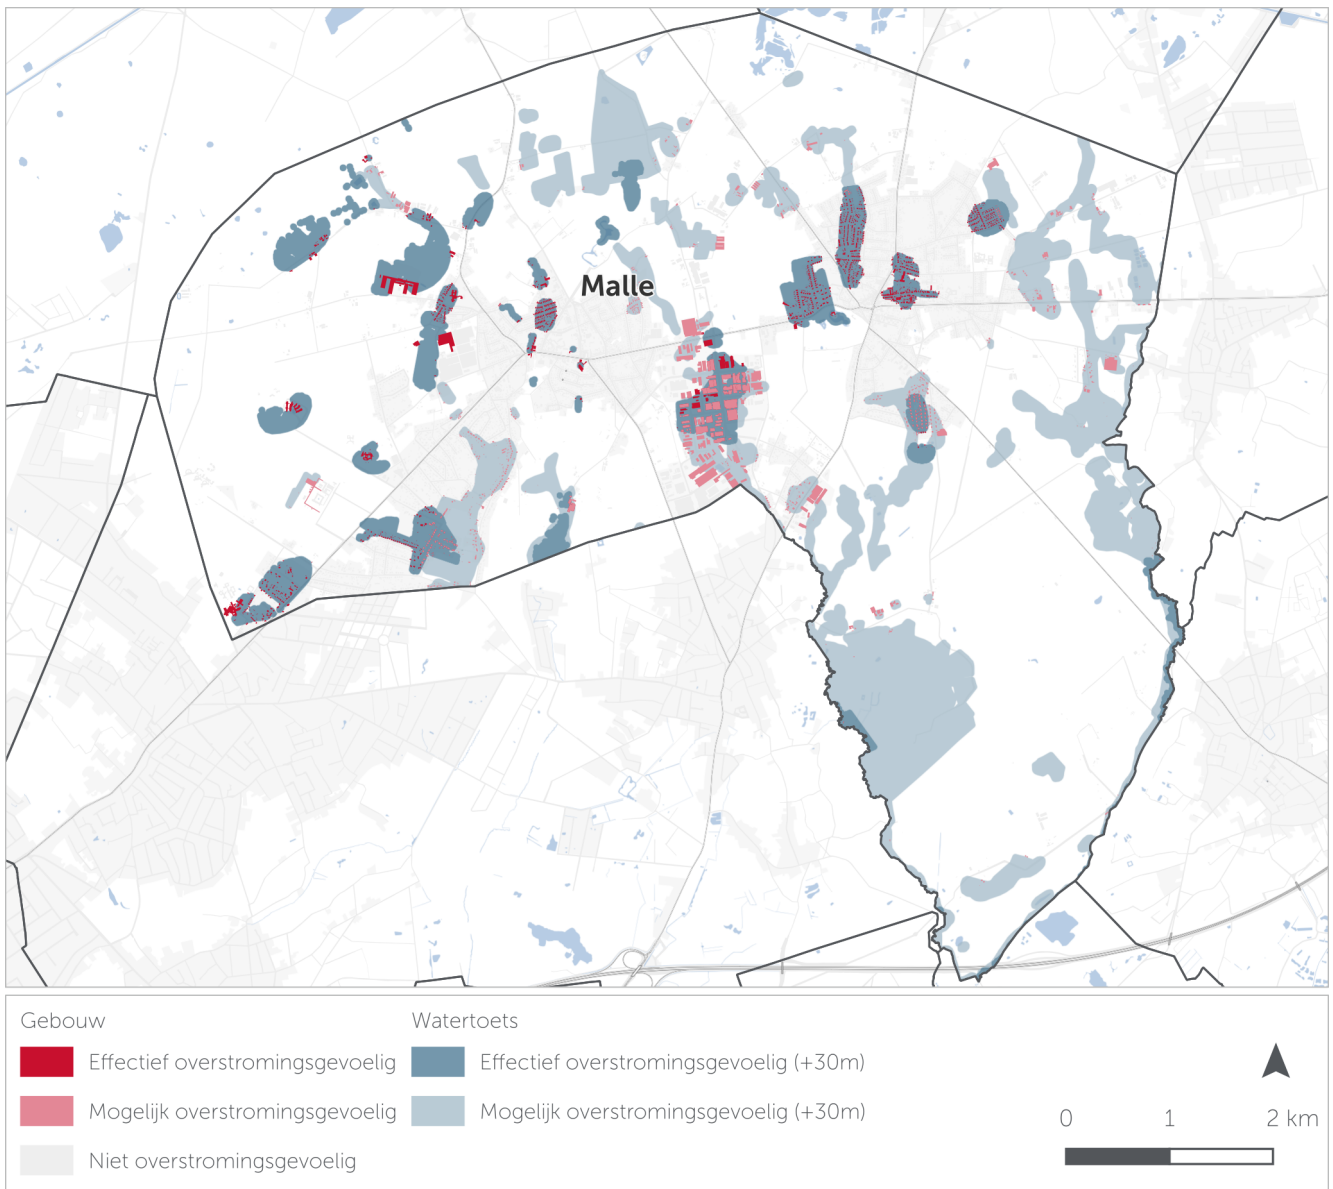 Malle
Gebouw
Effectief overstromingsgevoelig
Mogelijk overstromingsgevoelig
Niet overstromingsgevoelig
Watertoets
Effectief overstromingsgevoelig (+30m)
Mogelijk overstromingsgevoelig (+30m)
0 1 2 km